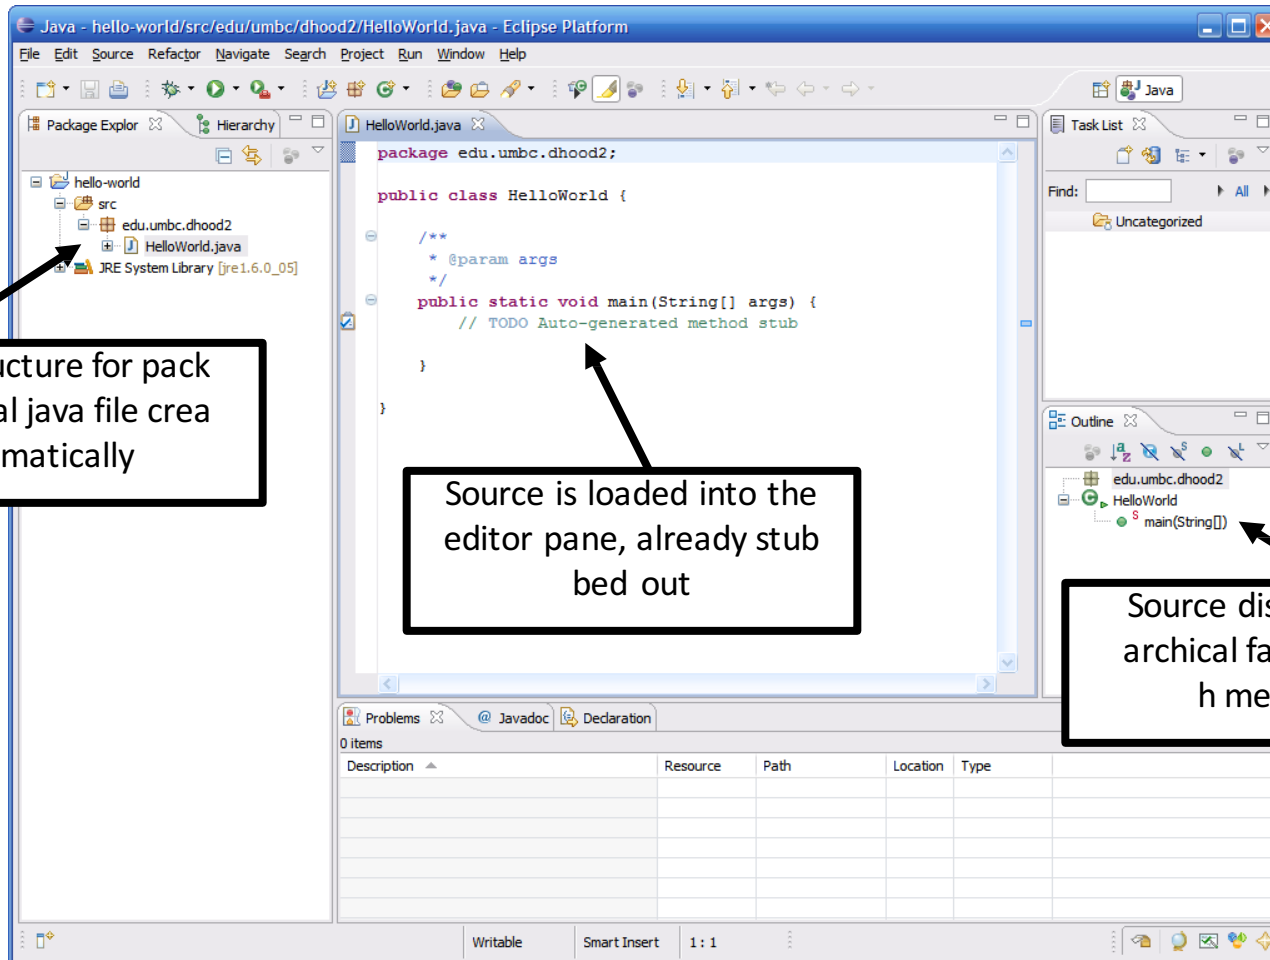 Java - hello-world/src/edu/umbc/dhood2/HelloWorld.java - Eclipse Platform
File Edit Source Refactor Navigate Search Project Run Window Help
Java
Package Explor
Hierarchy
hello-world
src
edu.umbc.dhood2
HelloWorld.java
JRE System Library [jre1.6.0_05]
ucture for pack
al java file crea
matically
HelloWorld.java
package edu.umbc.dhood2;
public class HelloWorld {
/**
* @param args
*/
public static void main(String[] args) {
// TODO Auto-generated method stub
}
}
Source is loaded into the
editor pane, already stub
bed out
Task List
Find:
All
Uncategorized
Outline
edu.umbc.dhood2
HelloWorld
S main(String[])
Source dis
archical fa
h me
Problems @ Javadoc Declaration
0 items
Description Resource Path Location Type
Writable Smart Insert 1 : 1